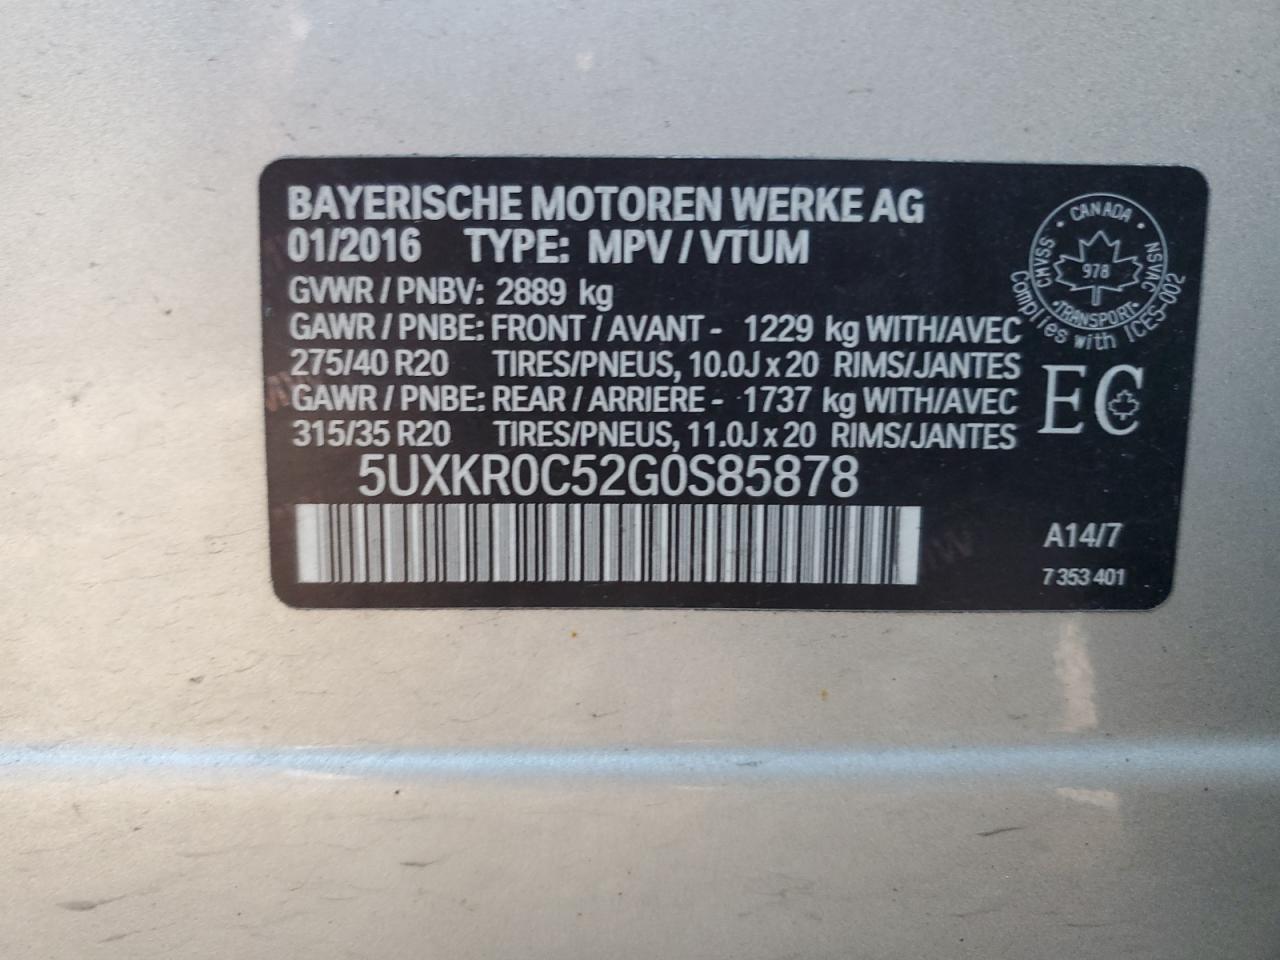 BAYERISCHE MOTOREN WERKE AG
01/2016 TYPE: MPV / VTUM
GVWR / PNBV: 2889 kg
GAWR / PNBE: FRONT / AVANT - 1229 kg WITH/AVEC
275/40 R20 TIRES/PNEUS, 10.0J x 20 RIMS/JANTES
GAWR / PNBE: REAR / ARRIERE - 1737 kg WITH/AVEC
315/35 R20 TIRES/PNEUS, 11.0J x 20 RIMS/JANTES
5UXKR0C52G0S85878
CANADA
CMVSS
NSVAC
978
TRANSPORT
Complies with ICES-002
EC
A14/7
7 353 401